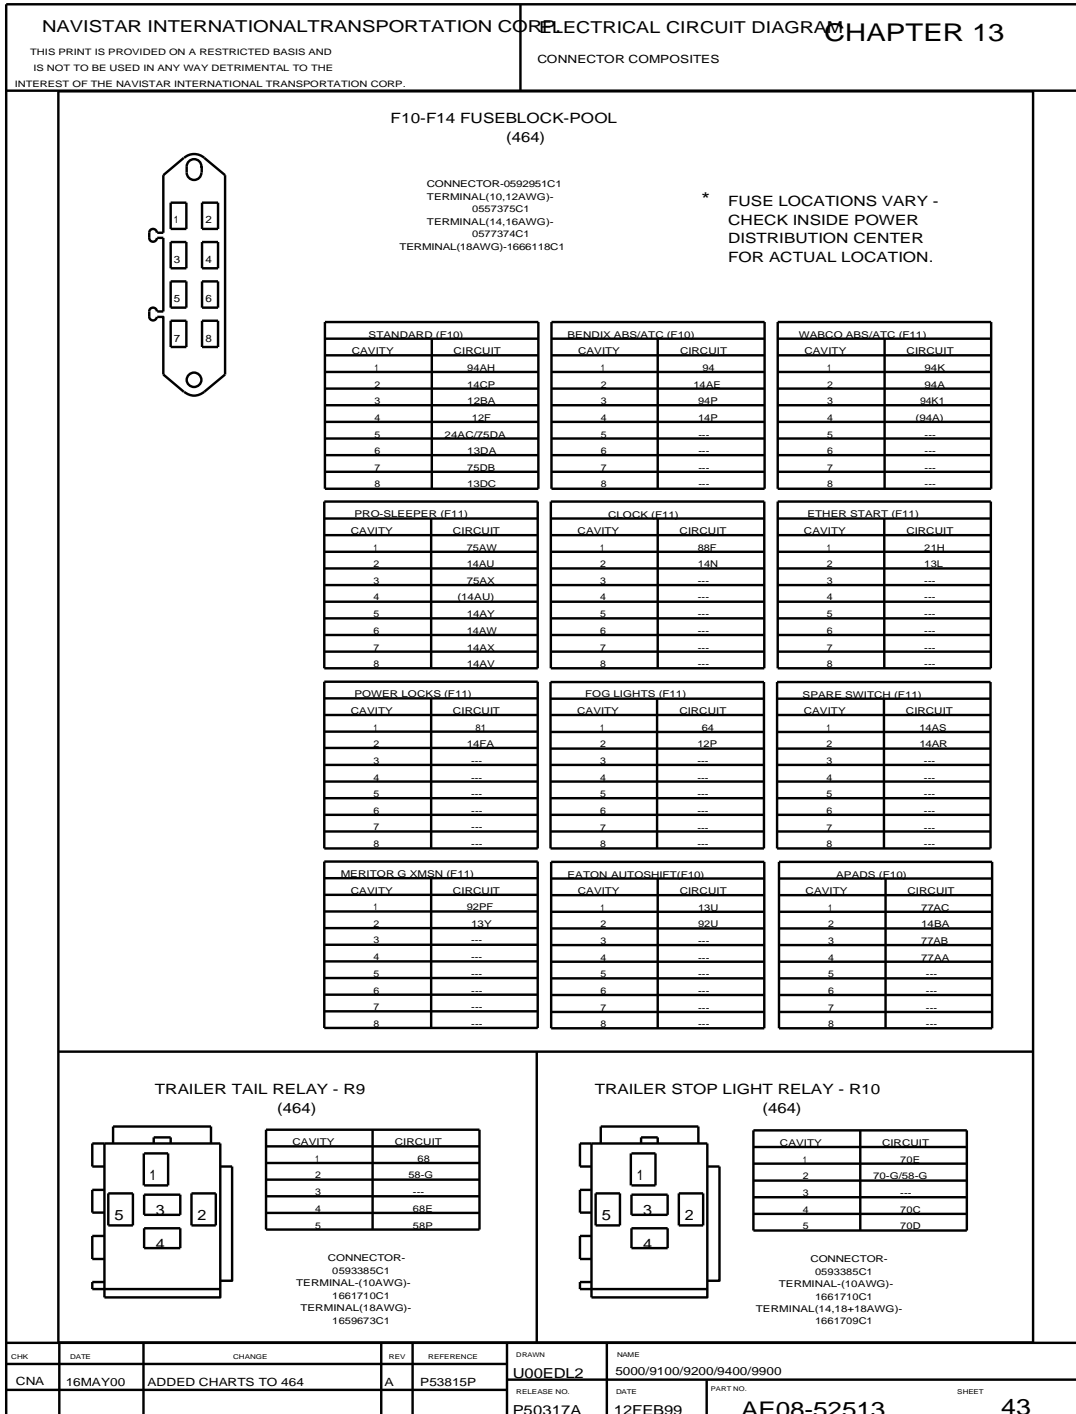 NAVISTAR INTERNATIONALTRANSPORTATION CORP.
THIS PRINT IS PROVIDED ON A RESTRICTED BASIS AND
IS NOT TO BE USED IN ANY WAY DETRIMENTAL TO THE
INTEREST OF THE NAVISTAR INTERNATIONAL TRANSPORTATION CORP.
ELECTRICAL CIRCUIT DIAGRAM
CONNECTOR COMPOSITES
CHAPTER 13
F10-F14 FUSEBLOCK-POOL
(464)
CONNECTOR-0592951C1
TERMINAL(10,12AWG)-
0557375C1
TERMINAL(14,16AWG)-
0577374C1
TERMINAL(18AWG)-1666118C1
* FUSE LOCATIONS VARY -
CHECK INSIDE POWER
DISTRIBUTION CENTER
FOR ACTUAL LOCATION.
1 2
3 4
5 6
7 8
STANDARD (F10)
CAVITY CIRCUIT
1 94AH
2 14CP
3 12BA
4 12F
5 24AC/75DA
6 13DA
7 75DB
8 13DC
BENDIX ABS/ATC (F10)
CAVITY CIRCUIT
1 94
2 14AE
3 94P
4 14P
5 ---
6 ---
7 ---
8 ---
WABCO ABS/ATC (F11)
CAVITY CIRCUIT
1 94K
2 94A
3 94K1
4 (94A)
5 ---
6 ---
7 ---
8 ---
PRO-SLEEPER (F11)
CAVITY CIRCUIT
1 75AW
2 14AU
3 75AX
4 (14AU)
5 14AY
6 14AW
7 14AX
8 14AV
CLOCK (F11)
CAVITY CIRCUIT
1 88F
2 14N
3 ---
4 ---
5 ---
6 ---
7 ---
8 ---
ETHER START (F11)
CAVITY CIRCUIT
1 21H
2 13L
3 ---
4 ---
5 ---
6 ---
7 ---
8 ---
POWER LOCKS (F11)
CAVITY CIRCUIT
1 81
2 14FA
3 ---
4 ---
5 ---
6 ---
7 ---
8 ---
FOG LIGHTS (F11)
CAVITY CIRCUIT
1 64
2 12P
3 ---
4 ---
5 ---
6 ---
7 ---
8 ---
SPARE SWITCH (F11)
CAVITY CIRCUIT
1 14AS
2 14AR
3 ---
4 ---
5 ---
6 ---
7 ---
8 ---
MERITOR G XMSN (F11)
CAVITY CIRCUIT
1 92PF
2 13Y
3 ---
4 ---
5 ---
6 ---
7 ---
8 ---
EATON AUTOSHIFT(F10)
CAVITY CIRCUIT
1 13U
2 92U
3 ---
4 ---
5 ---
6 ---
7 ---
8 ---
APADS (F10)
CAVITY CIRCUIT
1 77AC
2 14BA
3 77AB
4 77AA
5 ---
6 ---
7 ---
8 ---
TRAILER TAIL RELAY - R9
(464)
1
5 3 2
4
CAVITY CIRCUIT
1 68
2 58-G
3 ---
4 68E
5 58P
CONNECTOR-
0593385C1
TERMINAL-(10AWG)-
1661710C1
TERMINAL(18AWG)-
1659673C1
TRAILER STOP LIGHT RELAY - R10
(464)
1
5 3 2
4
CAVITY CIRCUIT
1 70E
2 70-G/58-G
3 ---
4 70C
5 70D
CONNECTOR-
0593385C1
TERMINAL-(10AWG)-
1661710C1
TERMINAL(14,18+18AWG)-
1661709C1
CHK DATE CHANGE REV REFERENCE
CNA 16MAY00 ADDED CHARTS TO 464 A P53815P
DRAWN
U00EDL2
NAME
5000/9100/9200/9400/9900
RELEASE NO.
P50317A
DATE
12FEB99
PART NO.
AE08-52513
SHEET
43